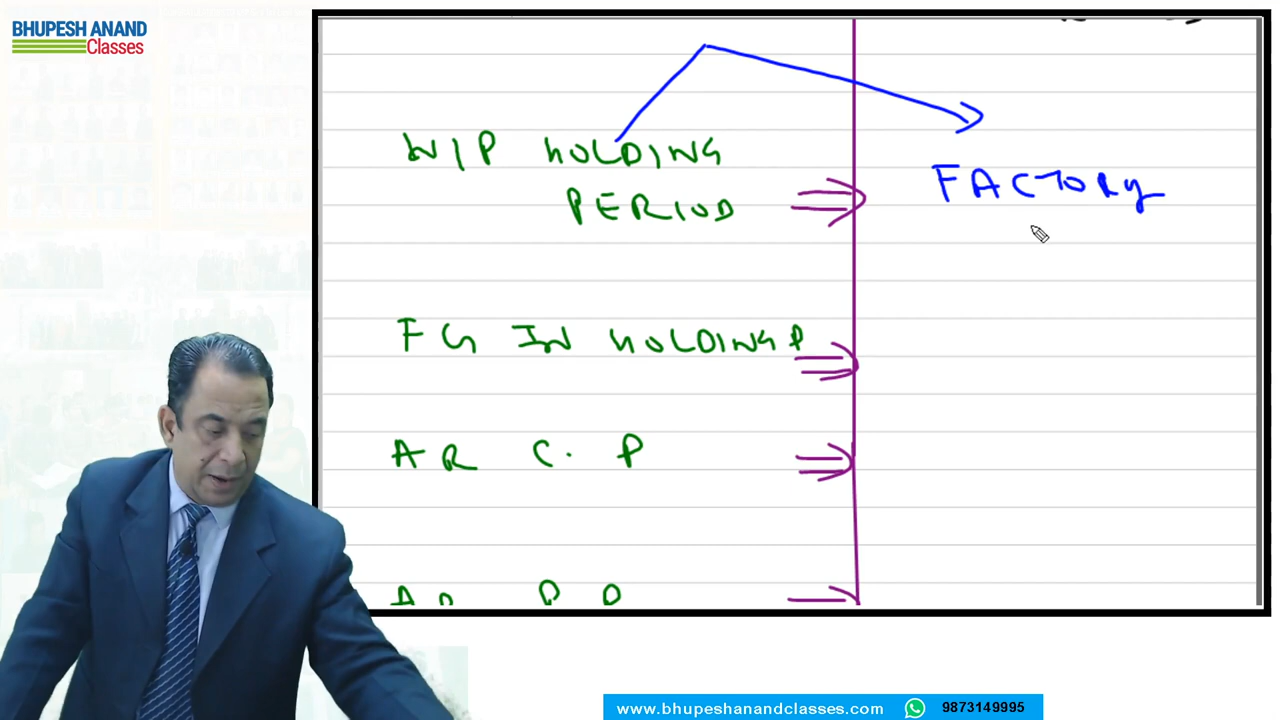 BHUPESH ANAND
Classes
WIP HOLDING
PERIOD
FACTORY
FG IN HOLDING P
AR C. P
www.bhupeshanandclasses.com 9873149995